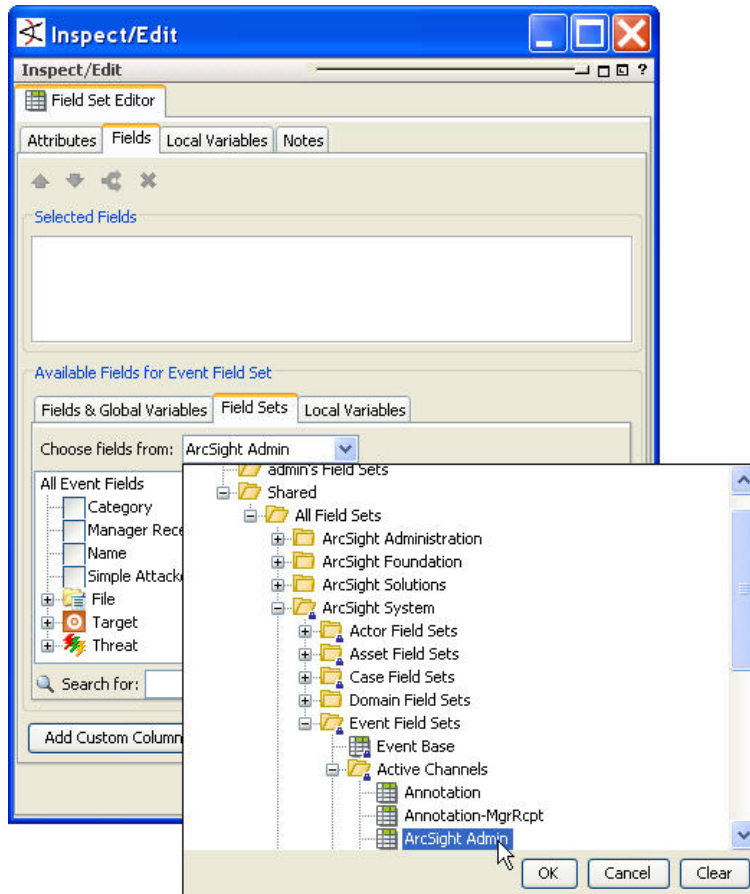 Inspect/Edit
Inspect/Edit
?
Field Set Editor
Attributes Fields Local Variables Notes
Selected Fields
Available Fields for Event Field Set
Fields & Global Variables Field Sets Local Variables
Choose fields from: ArcSight Admin
All Event Fields
Category
Manager Rece
Name
Simple Attack
File
Target
Threat
Search for:
Add Custom Column
admin's Field Sets
Shared
All Field Sets
ArcSight Administration
ArcSight Foundation
ArcSight Solutions
ArcSight System
Actor Field Sets
Asset Field Sets
Case Field Sets
Domain Field Sets
Event Field Sets
Event Base
Active Channels
Annotation
Annotation-MgrRcpt
ArcSight Admin
OK Cancel Clear